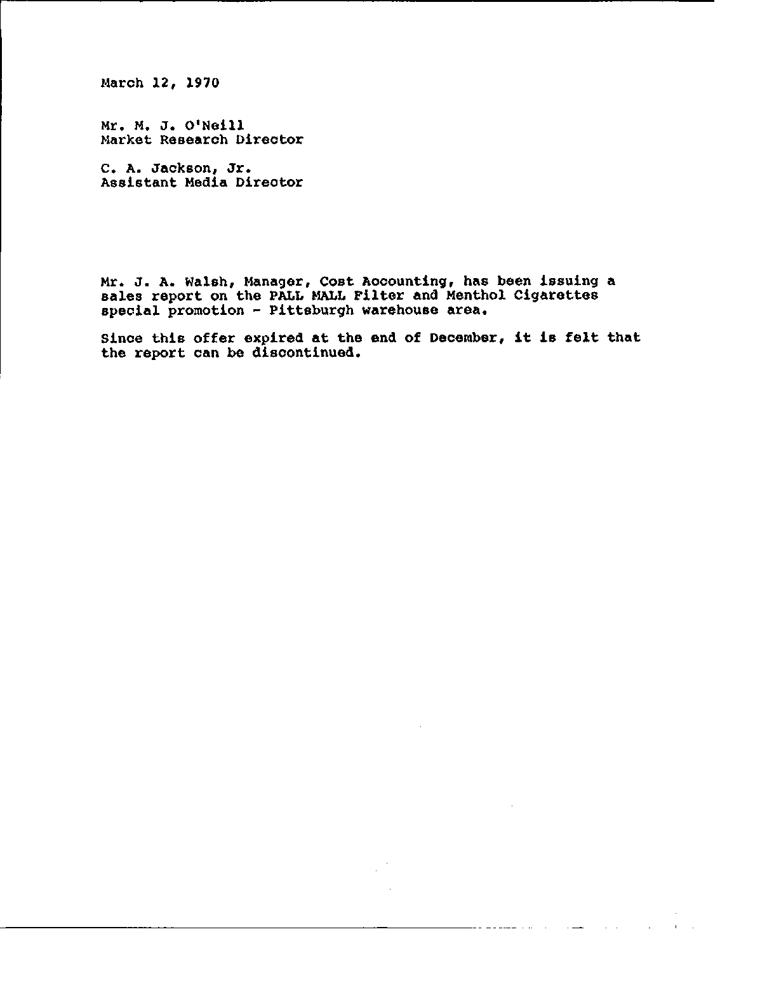 March 12, 1970
Mr. M. J. O'Neill
Market Research Director
C. A. Jackson, Jr.
Assistant Media Director
Mr. J. A. Walsh, Manager, Cost Accounting, has been issuing a
sales report on the PALL MALL Filter and Menthol Cigarettes
special promotion - Pittsburgh warehouse area.
Since this offer expired at the end of December, it is felt that
the report can be discontinued.